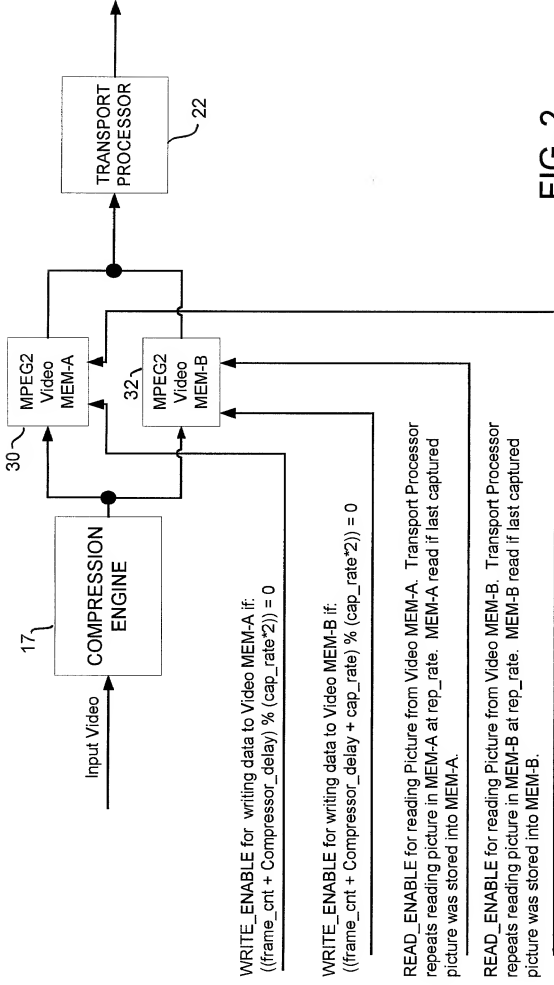 Input Video
17
COMPRESSION
ENGINE
30
MPEG2
Video
MEM-A
32
MPEG2
Video
MEM-B
TRANSPORT
PROCESSOR
22
WRITE_ENABLE for writing data to Video MEM-A if:
((frame_cnt + Compressor_delay) % (cap_rate*2)) = 0
WRITE_ENABLE for writing data to Video MEM-B if:
((frame_cnt + Compressor_delay + cap_rate) % (cap_rate*2)) = 0
READ_ENABLE for reading Picture from Video MEM-A. Transport Processor
repeats reading picture in MEM-A at rep_rate. MEM-A read if last captured
picture was stored into MEM-A.
READ_ENABLE for reading Picture from Video MEM-B. Transport Processor
repeats reading picture in MEM-B at rep_rate. MEM-B read if last captured
picture was stored into MEM-B.
FIG. 2